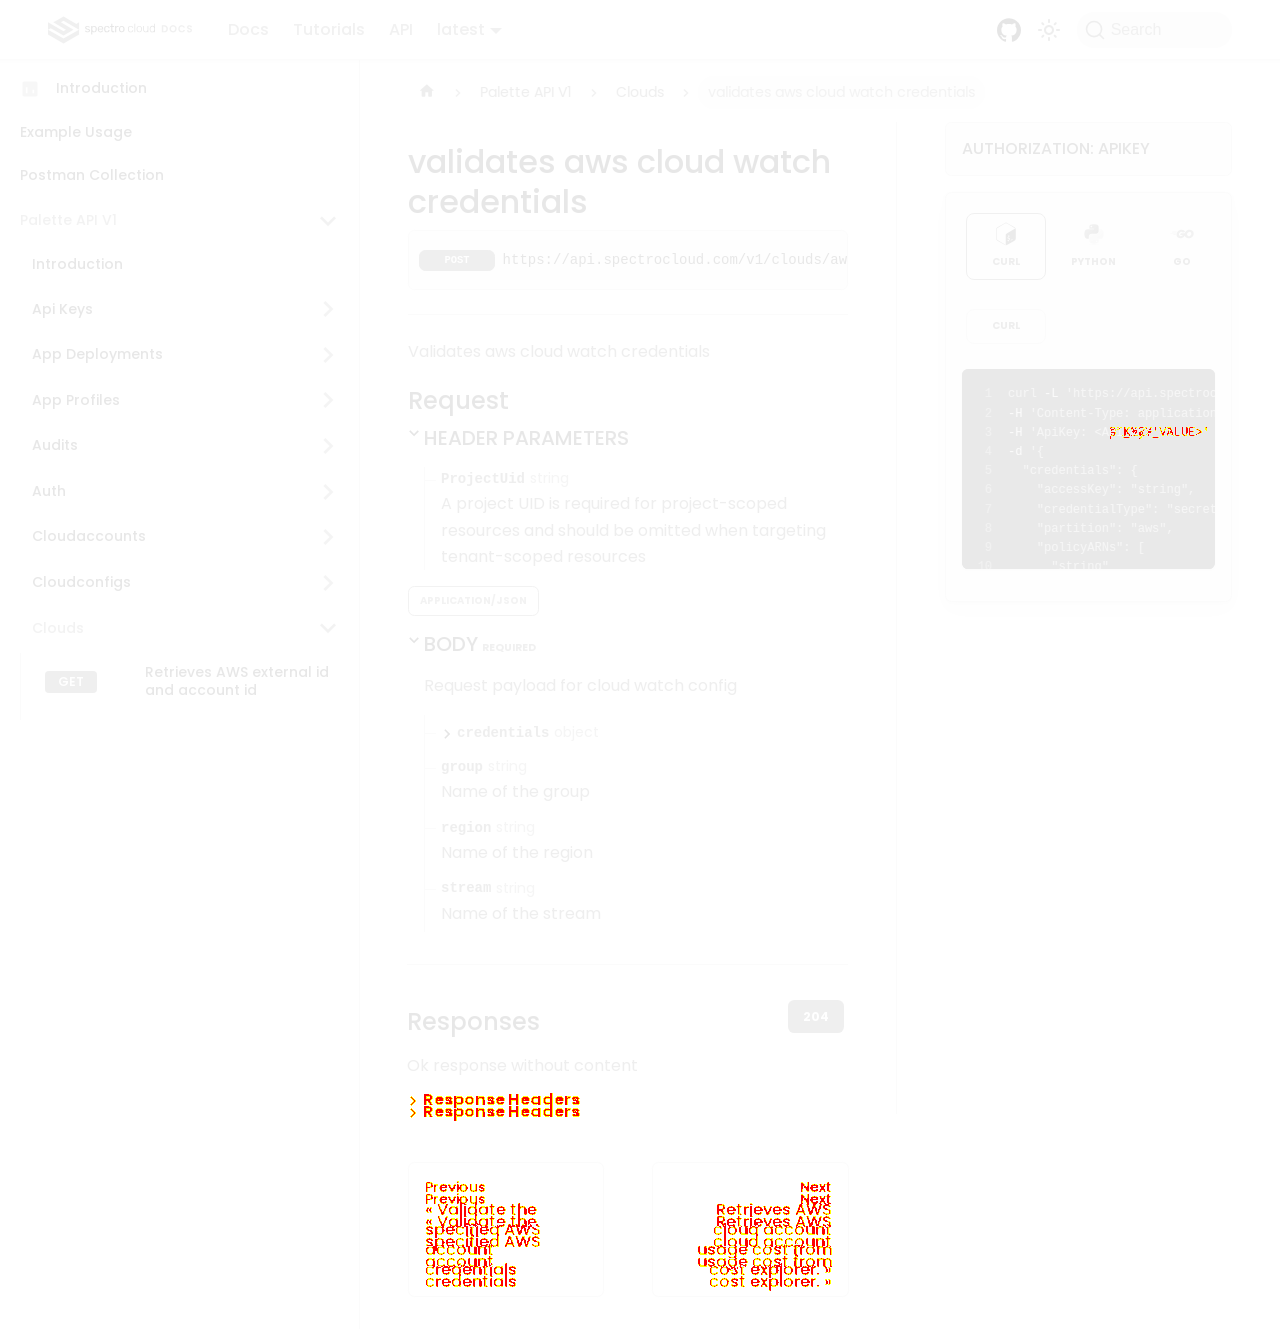 spectro cloud DOCS Docs Tutorials API latest Search
Introduction
Example Usage
Postman Collection
Palette API V1
Introduction
Api Keys
App Deployments
App Profiles
Audits
Auth
Cloudaccounts
Cloudconfigs
Clouds
GET Retrieves AWS external id
and account id
Palette API V1 Clouds validates aws cloud watch credentials
validates aws cloud watch
credentials
POST https://api.spectrocloud.com/v1/clouds/aw
Validates aws cloud watch credentials
Request
HEADER PARAMETERS
ProjectUid string
A project UID is required for project-scoped
resources and should be omitted when targeting
tenant-scoped resources
APPLICATION/JSON
BODY REQUIRED
Request payload for cloud watch config
credentials object
group string
Name of the group
region string
Name of the region
stream string
Name of the stream
Responses
204
Ok response without content
Response Headers
Response Headers
Previous
Previous
« Validate the
« Validate the
specified AWS
specified AWS
account
account
credentials
credentials
Next
Next
Retrieves AWS
Retrieves AWS
cloud account
cloud account
usage cost from
usage cost from
cost explorer. »
cost explorer. »
AUTHORIZATION: APIKEY
CURL PYTHON GO
CURL
1 curl -L 'https://api.spectroc
2 -H 'Content-Type: application
3 -H 'ApiKey: <A VALUE>'
4 -d '{
5 "credentials": {
6 "accessKey": "string",
7 "credentialType": "secret
8 "partition": "aws",
9 "policyARNs": [
10 "string"